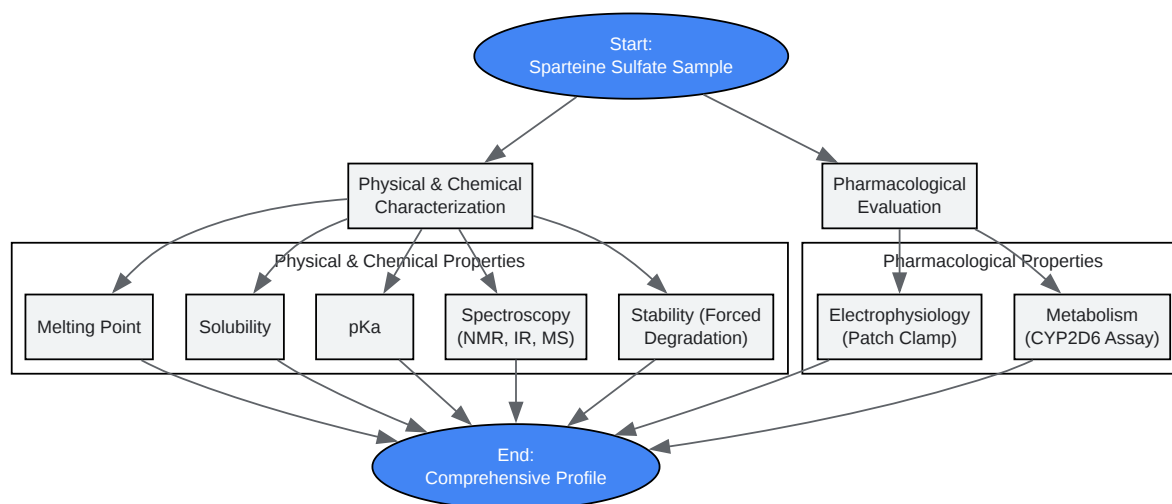 Start:
Sparteine Sulfate Sample
Physical & Chemical
Characterization
Pharmacological
Evaluation
Physical & Chemical Properties
Pharmacological Properties
Melting Point
Solubility
pKa
Spectroscopy
(NMR, IR, MS)
Stability (Forced
Degradation)
Electrophysiology
(Patch Clamp)
Metabolism
(CYP2D6 Assay)
End:
Comprehensive Profile